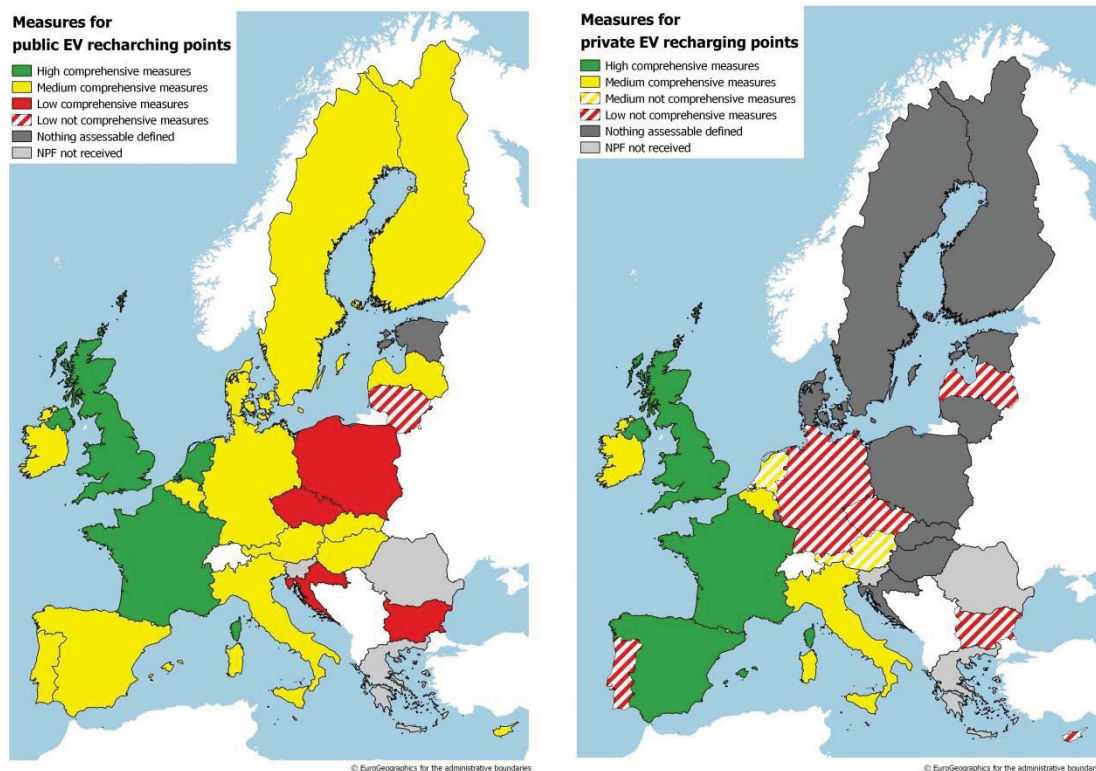 Measures for
public EV recharching points
High comprehensive measures
Medium comprehensive measures
Low comprehensive measures
Low not comprehensive measures
Nothing assessable defined
NPF not received
© EuroGeographics for the administrative boundaries
Measures for
private EV recharging points
High comprehensive measures
Medium comprehensive measures
Medium not comprehensive measures
Low not comprehensive measures
Nothing assessable defined
NPF not received
© EuroGeographics for the administrative boundaries